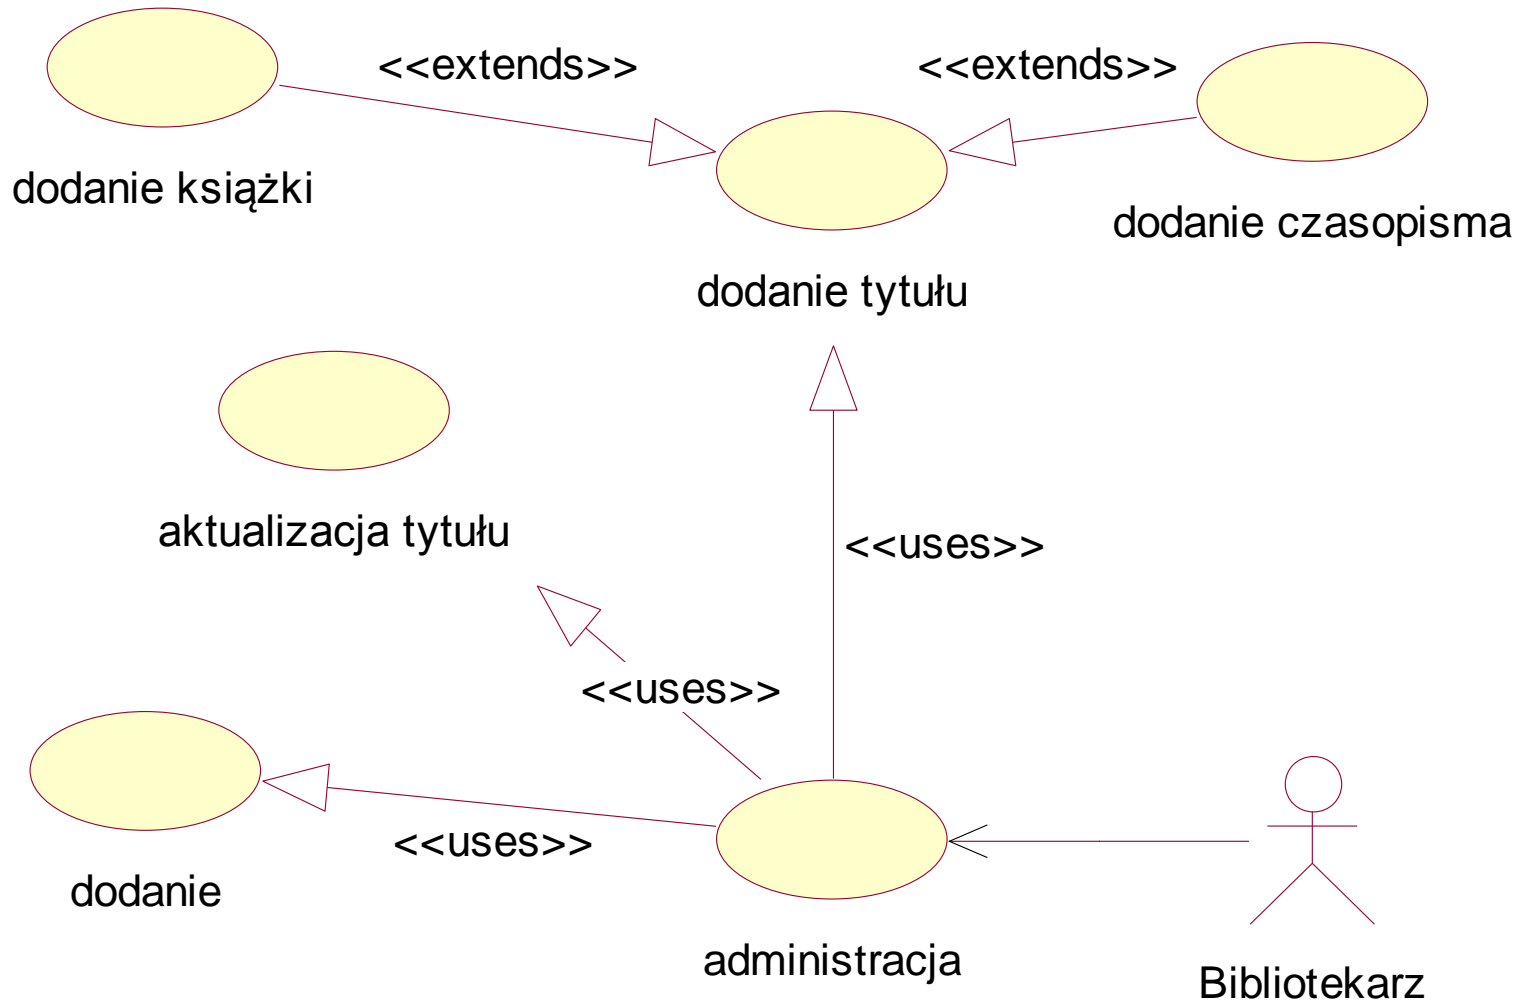 <<extends>>
<<extends>>
dodanie książki
dodanie czasopisma
dodanie tytułu
aktualizacja tytułu
<<uses>>
<<uses>>
<<uses>>
dodanie
administracja
Bibliotekarz